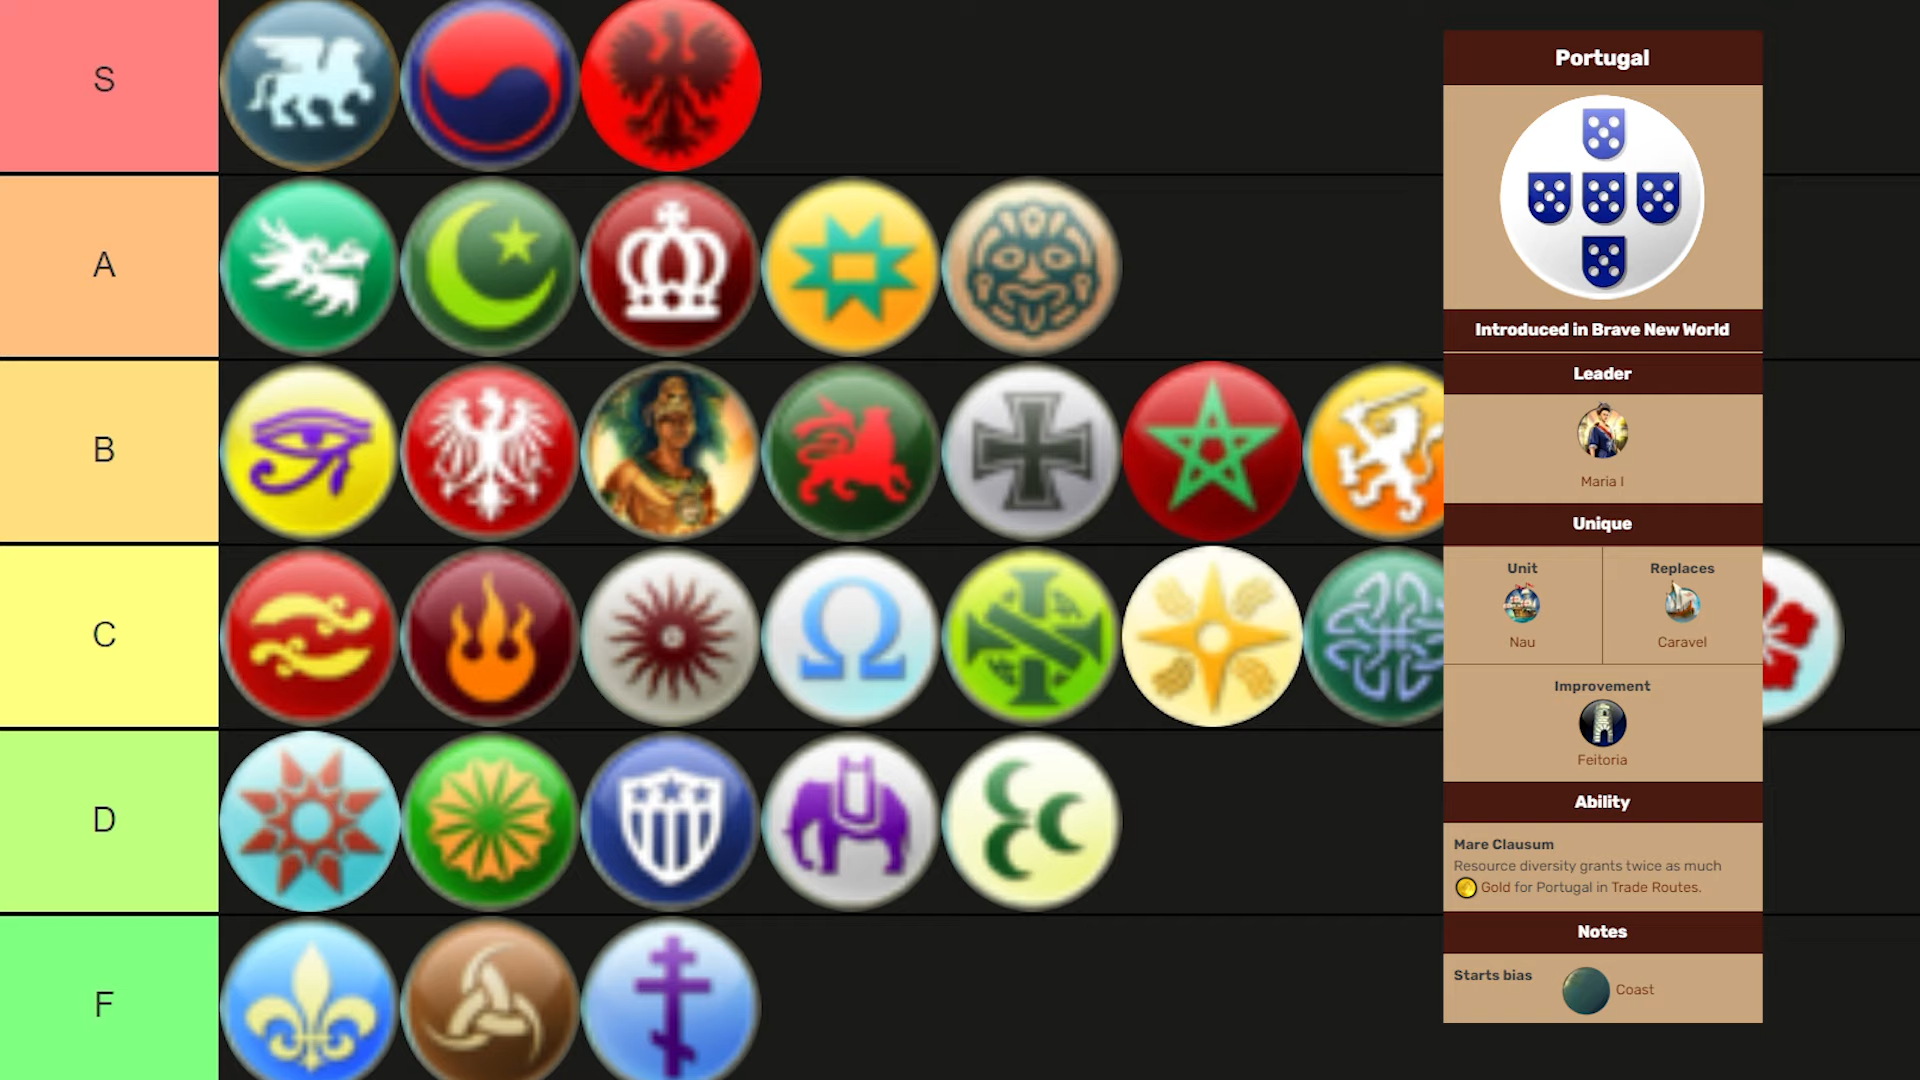 S
A
B
C
D
F
Portugal
Introduced in Brave New World
Leader
Maria I
Unique
Unit
Replaces
Nau
Caravel
Improvement
Feitoria
Ability
Mare Clausum
Resource diversity grants twice as much
Gold for Portugal in Trade Routes.
Notes
Starts bias
Coast